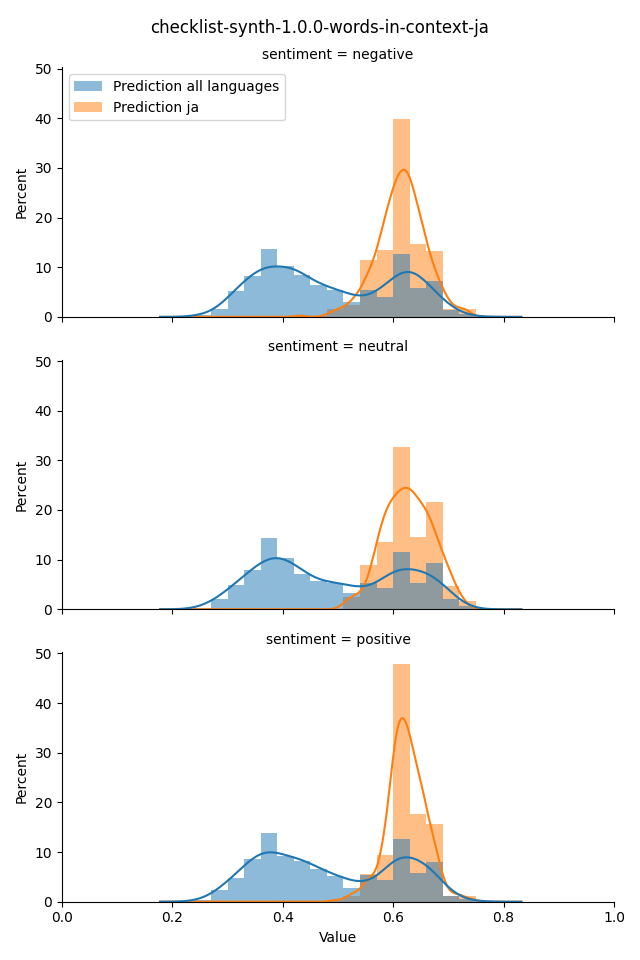 checklist-synth-1.0.0-words-in-context-ja
sentiment = negative
50
40
30
20
10
0
Percent
Prediction all languages
Prediction ja
sentiment = neutral
50
40
30
20
10
0
Percent
sentiment = positive
50
40
30
20
10
0
Percent
0.0 0.2 0.4 0.6 0.8 1.0
Value